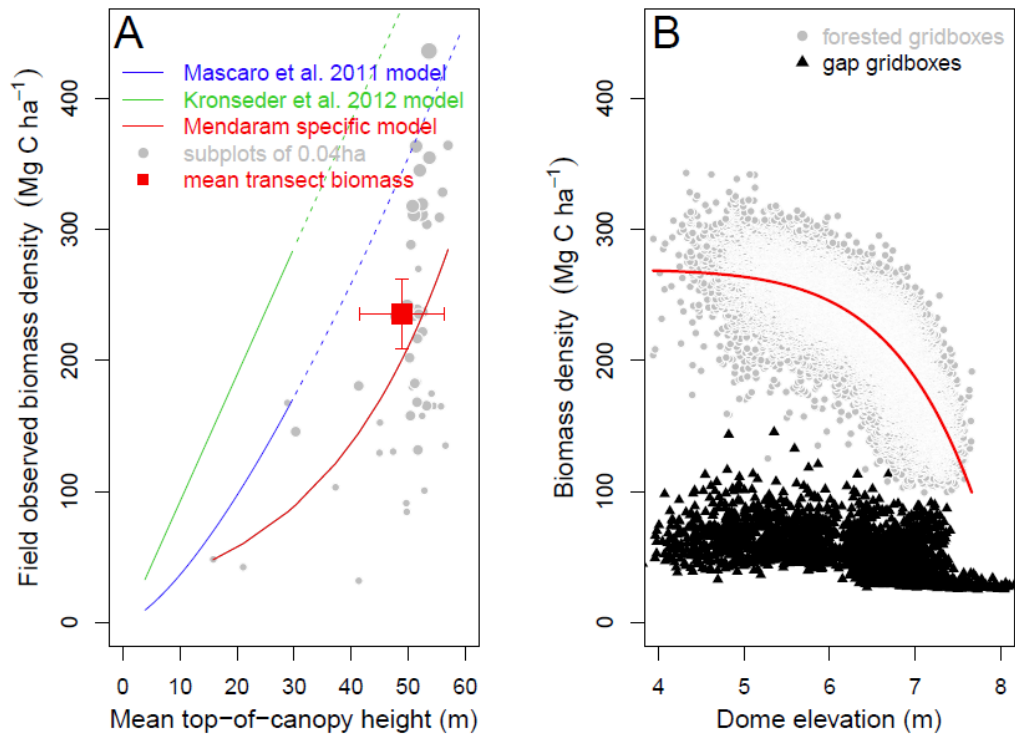 A
Mascaro et al. 2011 model
Kronseder et al. 2012 model
Mendaram specific model
subplots of 0.04ha
mean transect biomass
Field observed biomass density (Mg C ha−1)
0 100 200 300 400
0 10 20 30 40 50 60
Mean top−of−canopy height (m)
B
forested gridboxes
gap gridboxes
Biomass density (Mg C ha−1)
0 100 200 300 400
4 5 6 7 8
Dome elevation (m)